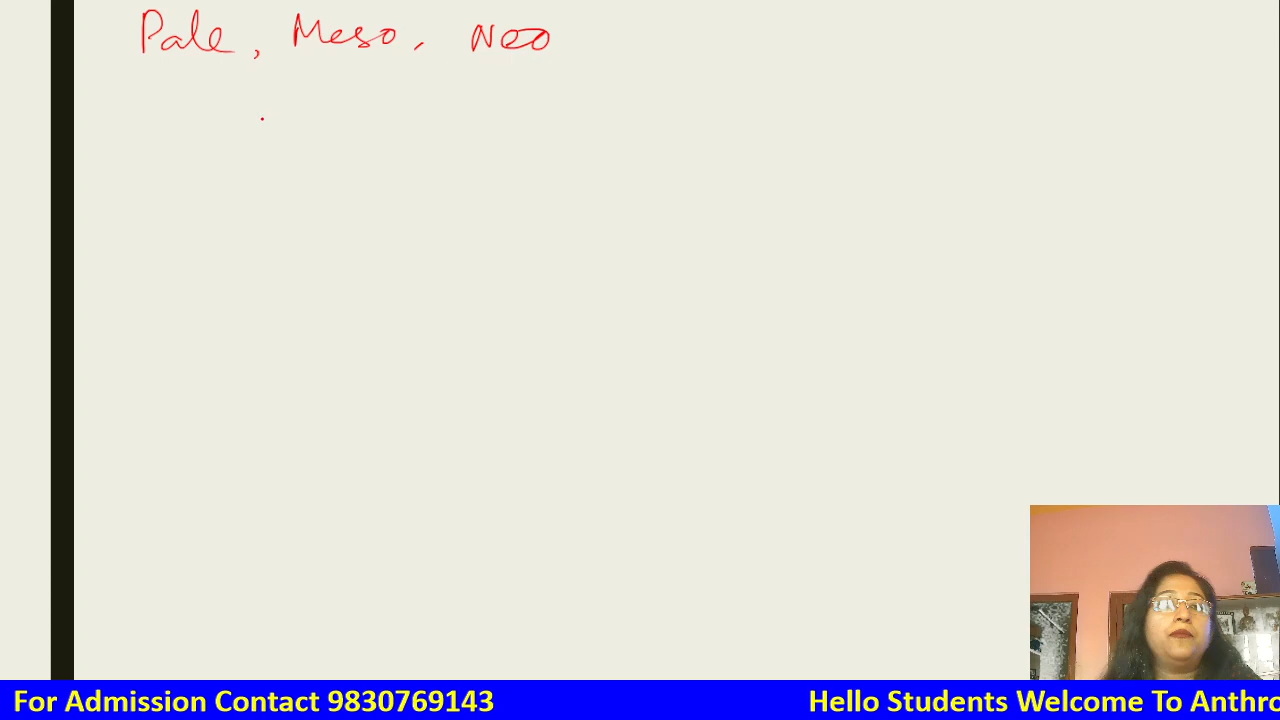 Pale, Meso, Neo
For Admission Contact 9830769143
Hello Students Welcome To Anthro